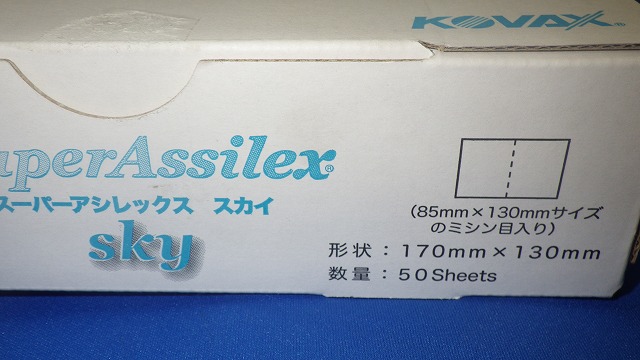 KOVAX®
uperAssilex®
スーパーアシレックス スカイ
sky
(85mm×130mmサイズ
のミシン目入り)
形状:170mm×130mm
数量:50Sheets